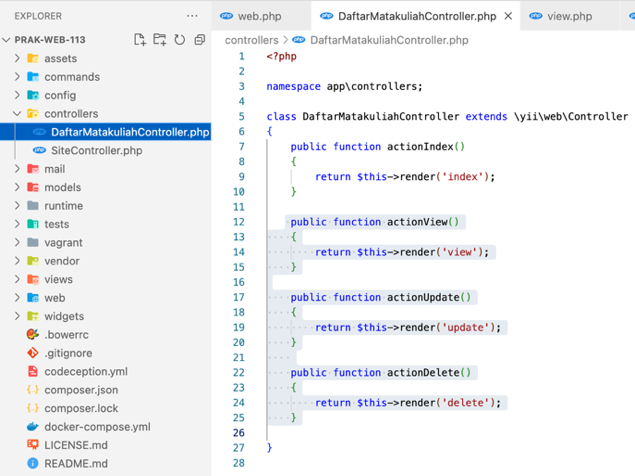 EXPLORER
PRAK-WEB-113
assets
commands
config
controllers
DaftarMatakuliahController.php
SiteController.php
mail
models
runtime
tests
vagrant
vendor
views
web
widgets
.bowerrc
.gitignore
codeception.yml
composer.json
composer.lock
docker-compose.yml
LICENSE.md
README.md
web.php
DaftarMatakuliahController.php
view.php
controllers > DaftarMatakuliahController.php
1 <?php
2
3 namespace app\controllers;
4
5 class DaftarMatakuliahController extends \yii\web\Controller
6 {
7     public function actionIndex()
8     {
9         return $this->render('index');
10     }
11
12     public function actionView()
13     {
14         return $this->render('view');
15     }
16
17     public function actionUpdate()
18     {
19         return $this->render('update');
20     }
21
22     public function actionDelete()
23     {
24         return $this->render('delete');
25     }
26
27 }
28